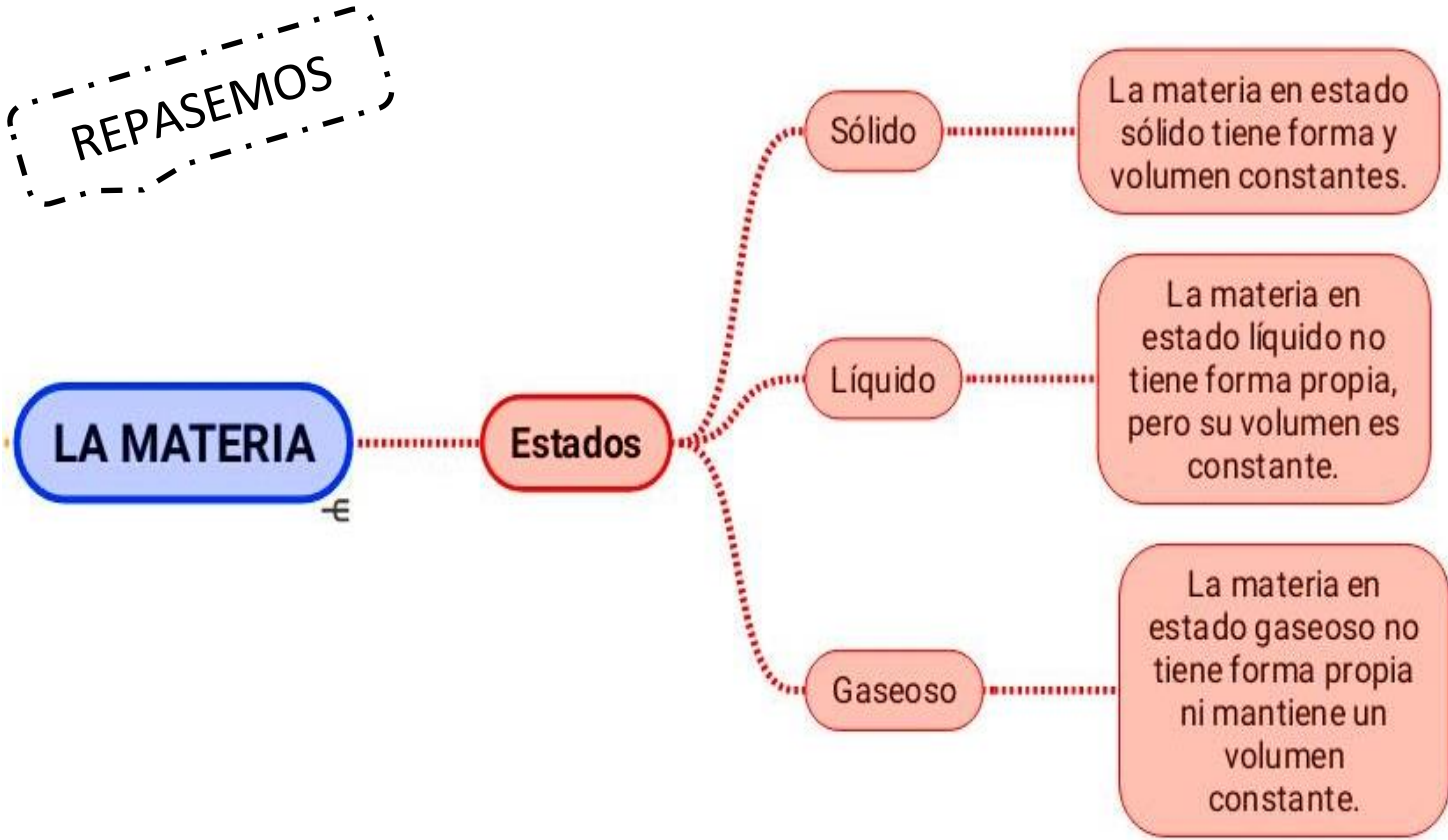 REPASEMOS
LA MATERIA
Estados
Sólido
La materia en estado
sólido tiene forma y
volumen constantes.
Líquido
La materia en
estado líquido no
tiene forma propia,
pero su volumen es
constante.
Gaseoso
La materia en
estado gaseoso no
tiene forma propia
ni mantiene un
volumen
constante.